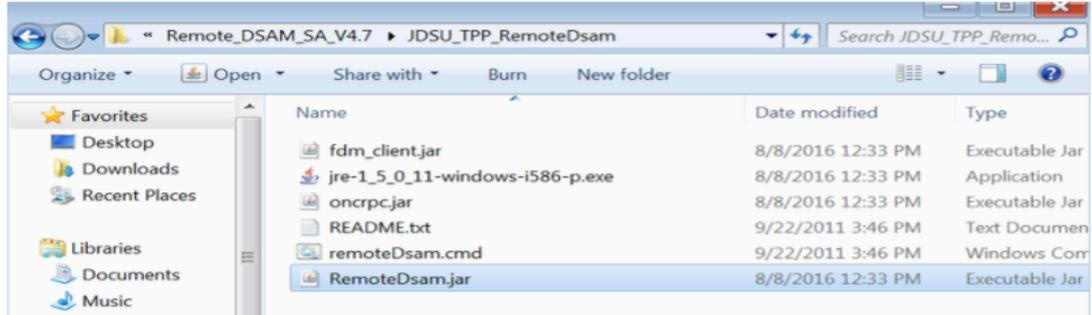 « Remote_DSAM_SA_V4.7 JDSU_TPP_RemoteDsam Search JDSU_TPP_Remo...
Organize Open Share with Burn New folder
Favorites
Desktop
Downloads
Recent Places
Libraries
Documents
Music
Name Date modified Type
fdm_client.jar 8/8/2016 12:33 PM Executable Jar
jre-1_5_0_11-windows-i586-p.exe 8/8/2016 12:33 PM Application
oncrpc.jar 8/8/2016 12:33 PM Executable Jar
README.txt 9/22/2011 3:46 PM Text Documen
remoteDsam.cmd 9/22/2011 3:46 PM Windows Com
RemoteDsam.jar 8/8/2016 12:33 PM Executable Jar